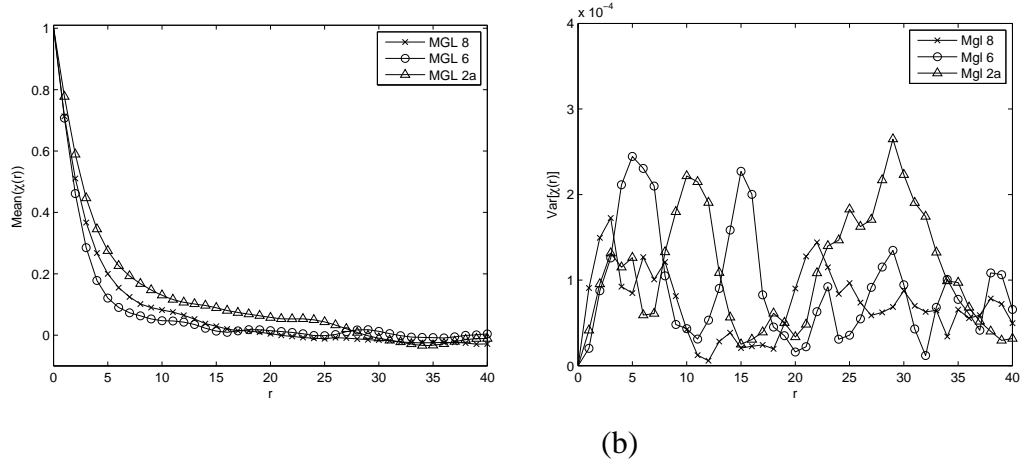 1
0.8
0.6
0.4
0.2
0
Mean(χ(r))
0 5 10 15 20 25 30 35 40
r
MGL 8
MGL 6
MGL 2a
x 10⁻⁴
4
3
2
1
0
Var[χ(r)]
0 5 10 15 20 25 30 35 40
r
Mgl 8
Mgl 6
Mgl 2a
(b)